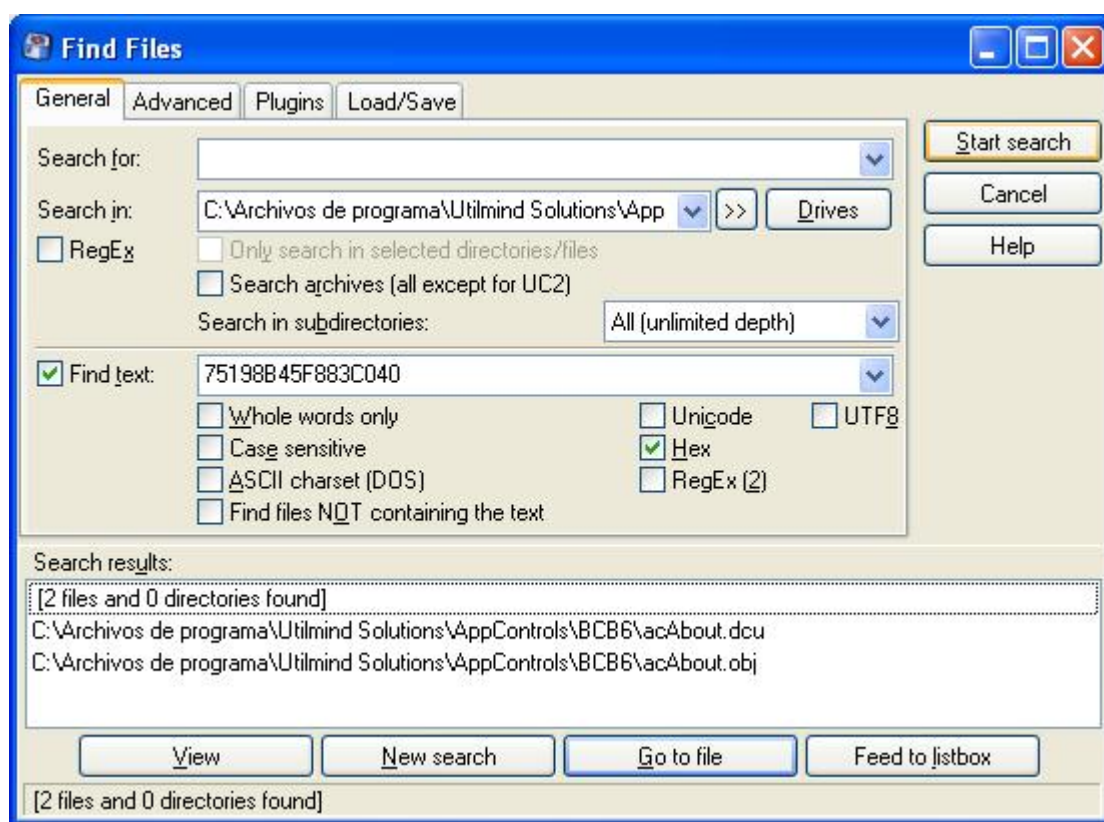 Find Files
General Advanced Plugins Load/Save
Search for:
Start search
Search in: C:\Archivos de programa\Utilmind Solutions\App >> Drives
Cancel
RegEx Only search in selected directories/files
Help
Search archives (all except for UC2)
Search in subdirectories: All (unlimited depth)
Find text: 75198B45F883C040
Whole words only Unicode UTF8
Case sensitive Hex
ASCII charset (DOS) RegEx (2)
Find files NOT containing the text
Search results:
[2 files and 0 directories found]
C:\Archivos de programa\Utilmind Solutions\AppControls\BCB6\acAbout.dcu
C:\Archivos de programa\Utilmind Solutions\AppControls\BCB6\acAbout.obj
View New search Go to file Feed to listbox
[2 files and 0 directories found]